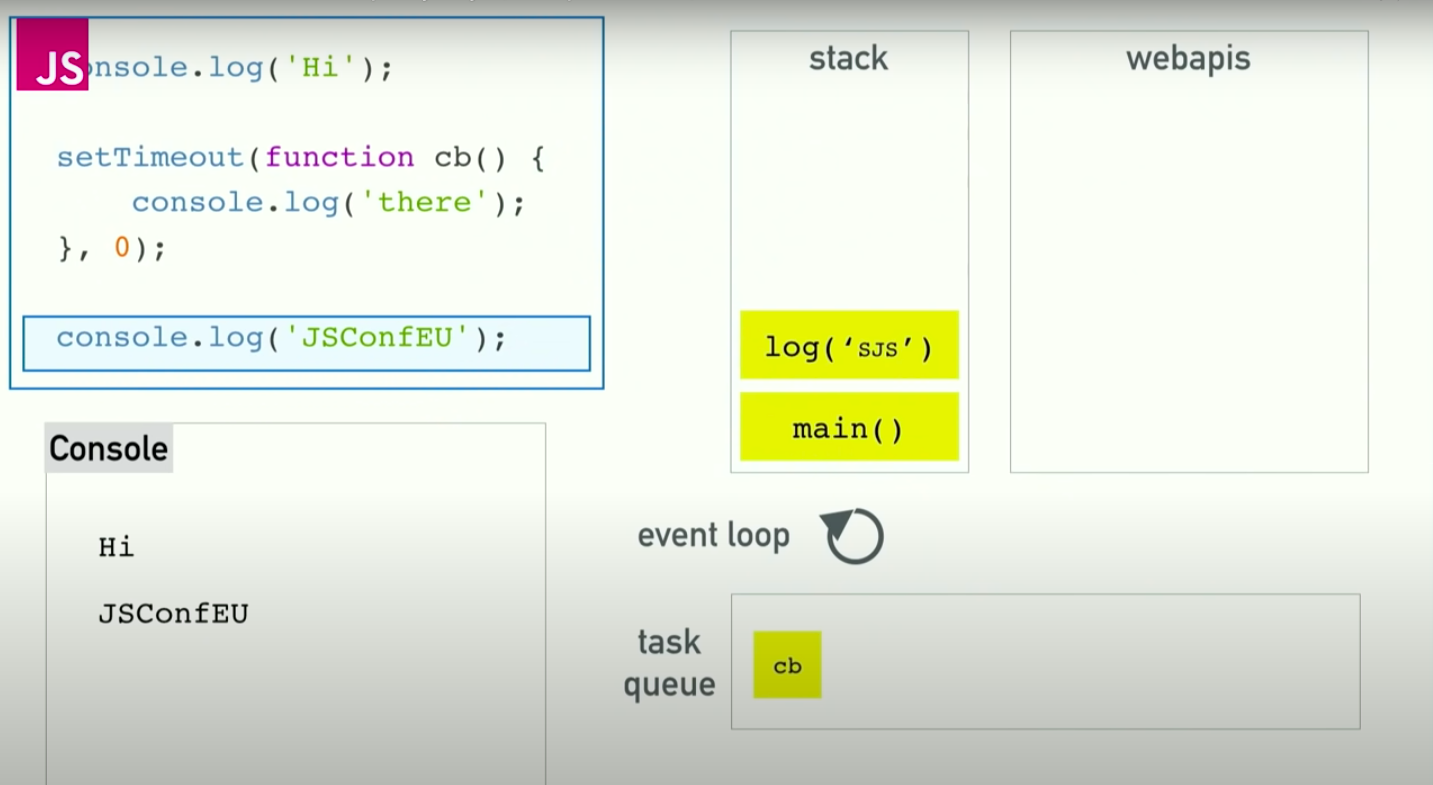 JS
nsole.log('Hi');
setTimeout(function cb() {
console.log('there');
}, 0);
console.log('JSConfEU');
Console
Hi
JSConfEU
stack
log(‘SJS’)
main()
webapis
event loop
task
queue
cb